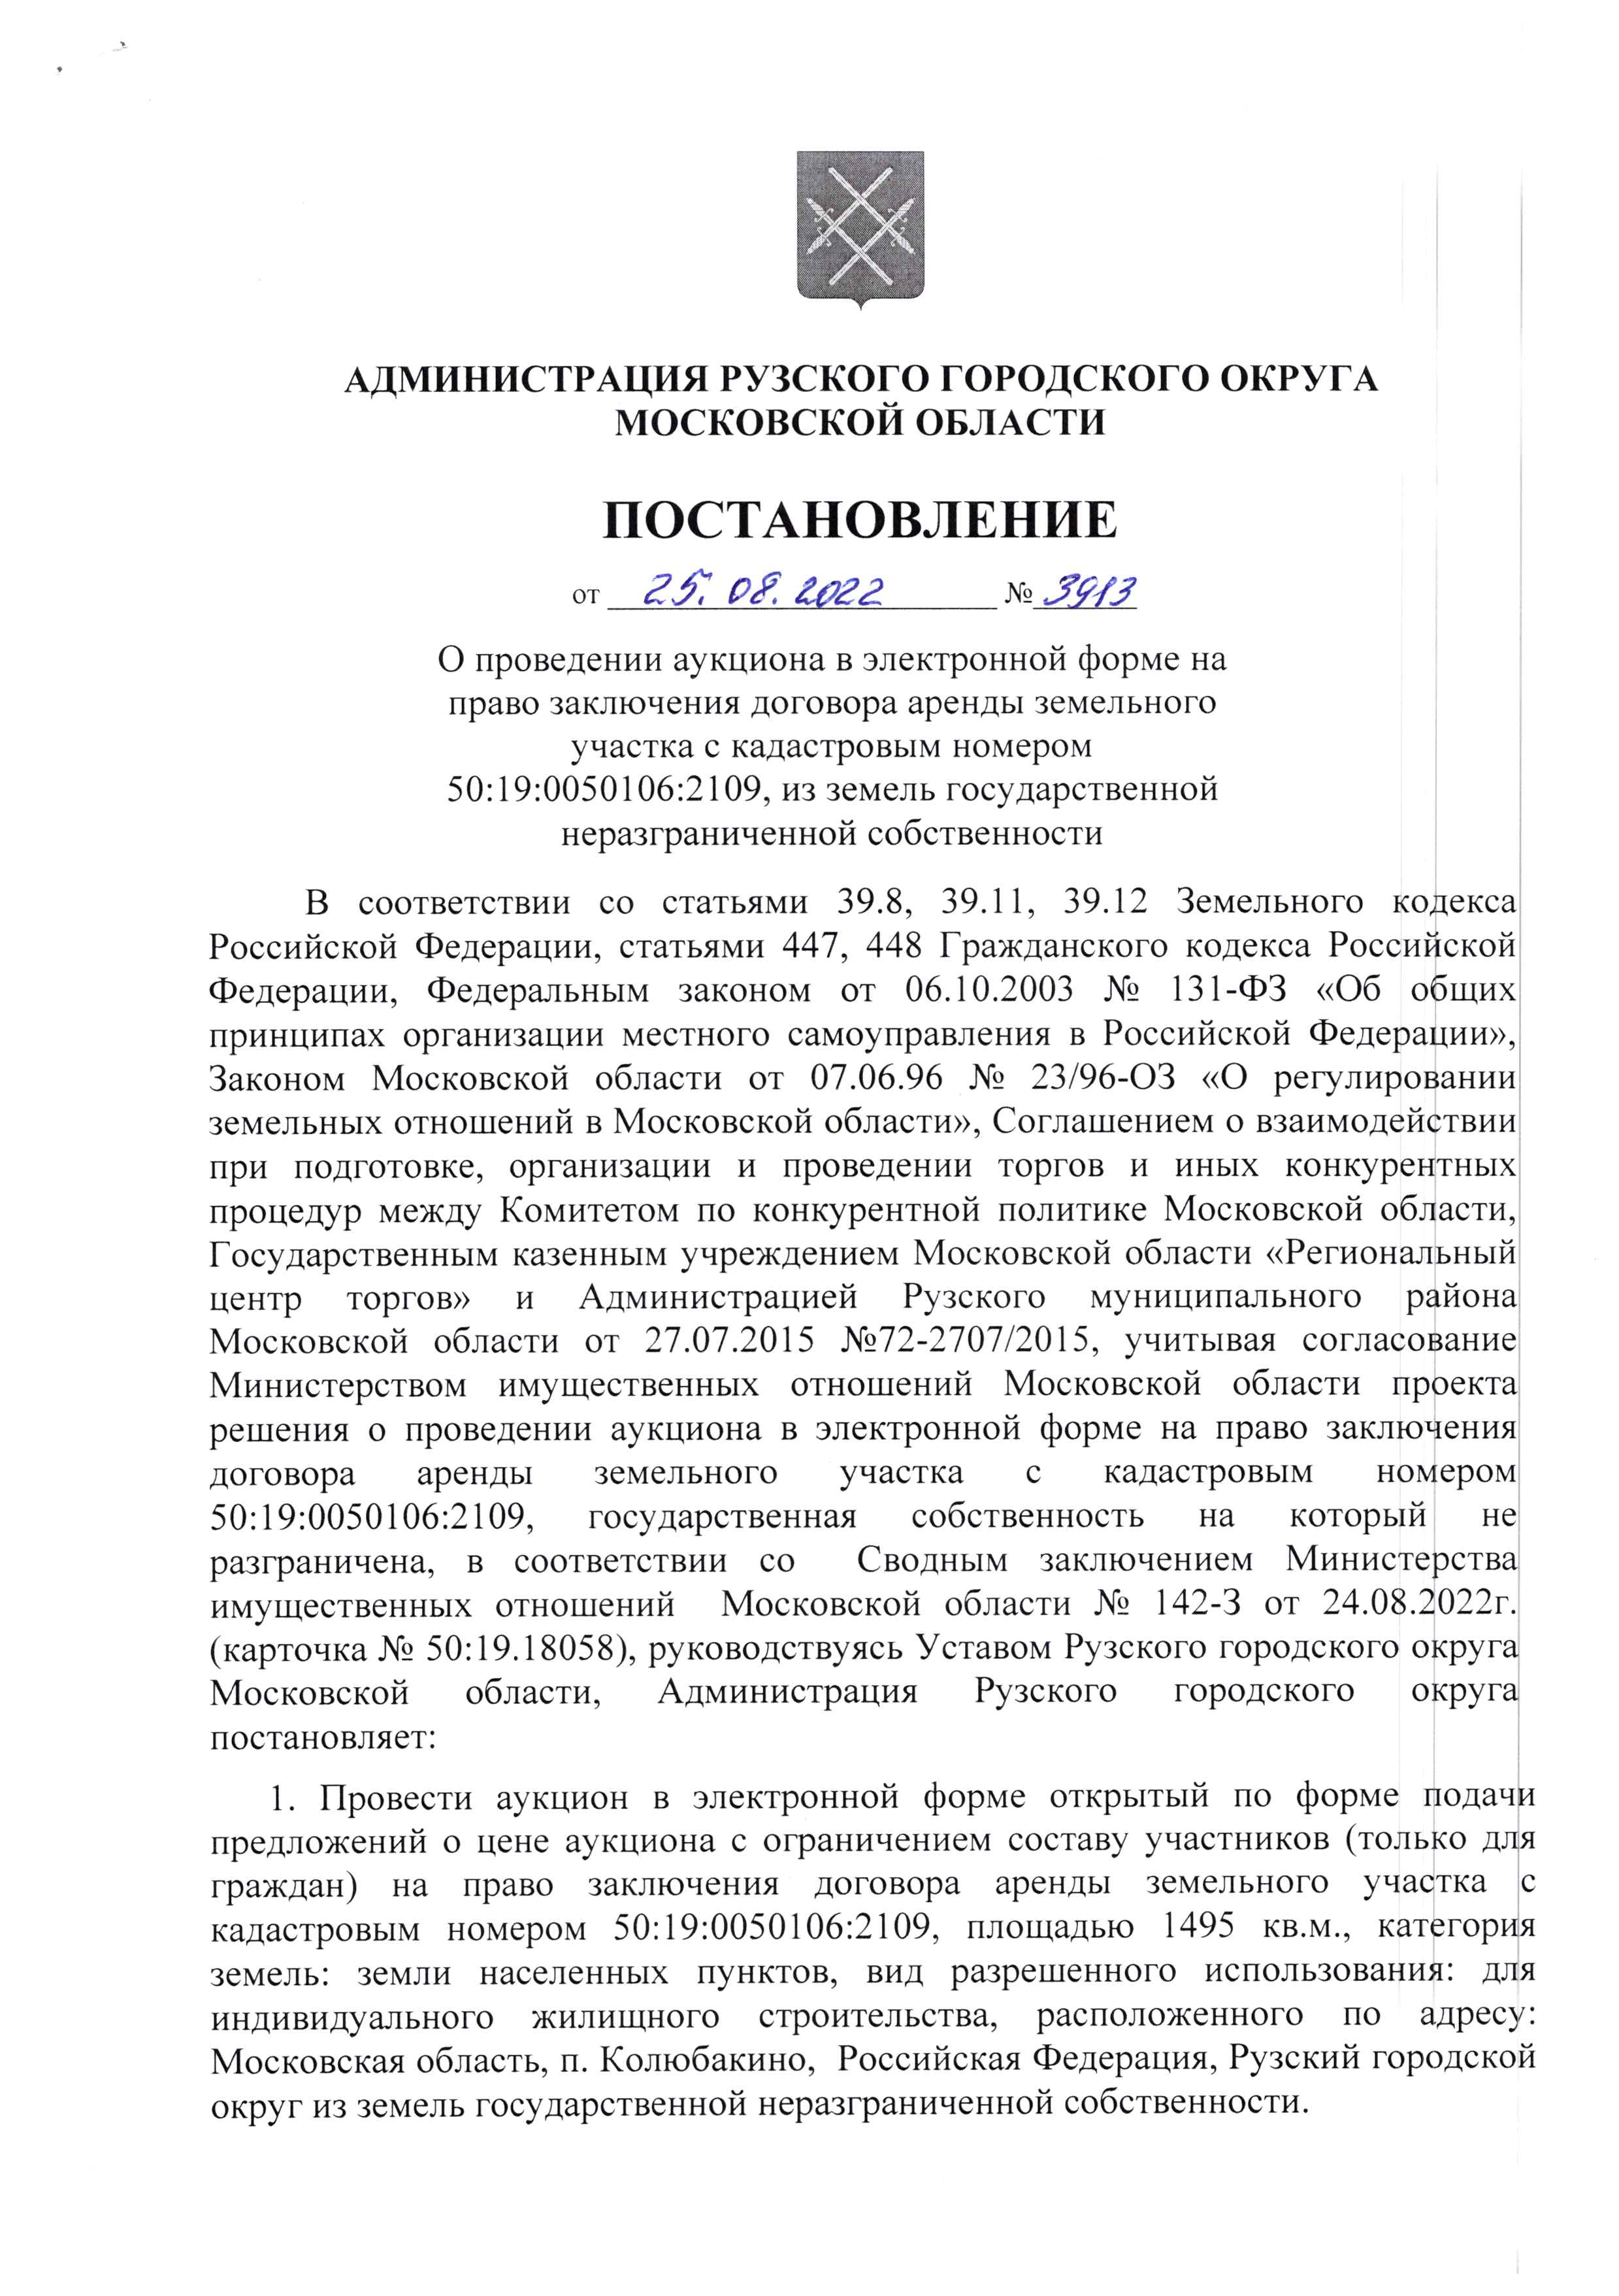 АДМИНИСТРАЦИЯ РУЗСКОГО ГОРОДСКОГО ОКРУГА
МОСКОВСКОЙ ОБЛАСТИ
ПОСТАНОВЛЕНИЕ
от 25.08.2022 № 3913
О проведении аукциона в электронной форме на
право заключения договора аренды земельного
участка с кадастровым номером
50:19:0050106:2109, из земель государственной
неразграниченной собственности
В соответствии со статьями 39.8, 39.11, 39.12 Земельного кодекса
Российской Федерации, статьями 447, 448 Гражданского кодекса Российской
Федерации, Федеральным законом от 06.10.2003 № 131-ФЗ «Об общих
принципах организации местного самоуправления в Российской Федерации»,
Законом Московской области от 07.06.96 № 23/96-ОЗ «О регулировании
земельных отношений в Московской области», Соглашением о взаимодействии
при подготовке, организации и проведении торгов и иных конкурентных
процедур между Комитетом по конкурентной политике Московской области,
Государственным казенным учреждением Московской области «Региональный
центр торгов» и Администрацией Рузского муниципального района
Московской области от 27.07.2015 №72-2707/2015, учитывая согласование
Министерством имущественных отношений Московской области проекта
решения о проведении аукциона в электронной форме на право заключения
договора аренды земельного участка с кадастровым номером
50:19:0050106:2109, государственная собственность на который не
разграничена, в соответствии со Сводным заключением Министерства
имущественных отношений Московской области № 142-З от 24.08.2022г.
(карточка № 50:19.18058), руководствуясь Уставом Рузского городского округа
Московской области, Администрация Рузского городского округа
постановляет:
1. Провести аукцион в электронной форме открытый по форме подачи
предложений о цене аукциона с ограничением составу участников (только для
граждан) на право заключения договора аренды земельного участка с
кадастровым номером 50:19:0050106:2109, площадью 1495 кв.м., категория
земель: земли населенных пунктов, вид разрешенного использования: для
индивидуального жилищного строительства, расположенного по адресу:
Московская область, п. Колюбакино, Российская Федерация, Рузский городской
округ из земель государственной неразграниченной собственности.